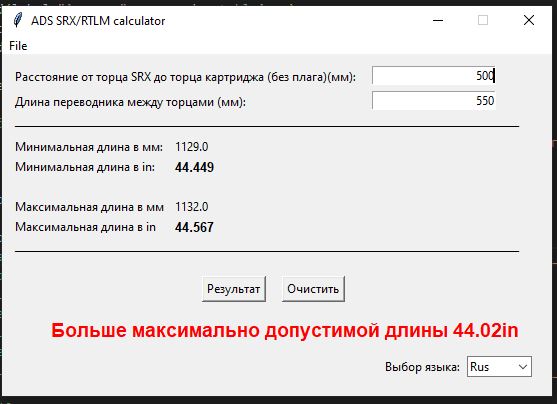 ADS SRX/RTLM calculator
File
Расстояние от торца SRX до торца картриджа (без плага)(мм): 500
Длина переводника между торцами (мм): 550
Минимальная длина в мм: 1129.0
Минимальная длина в in: 44.449
Максимальная длина в мм 1132.0
Максимальная длина в in 44.567
Результат Очистить
Больше максимально допустимой длины 44.02in
Выбор языка: Rus